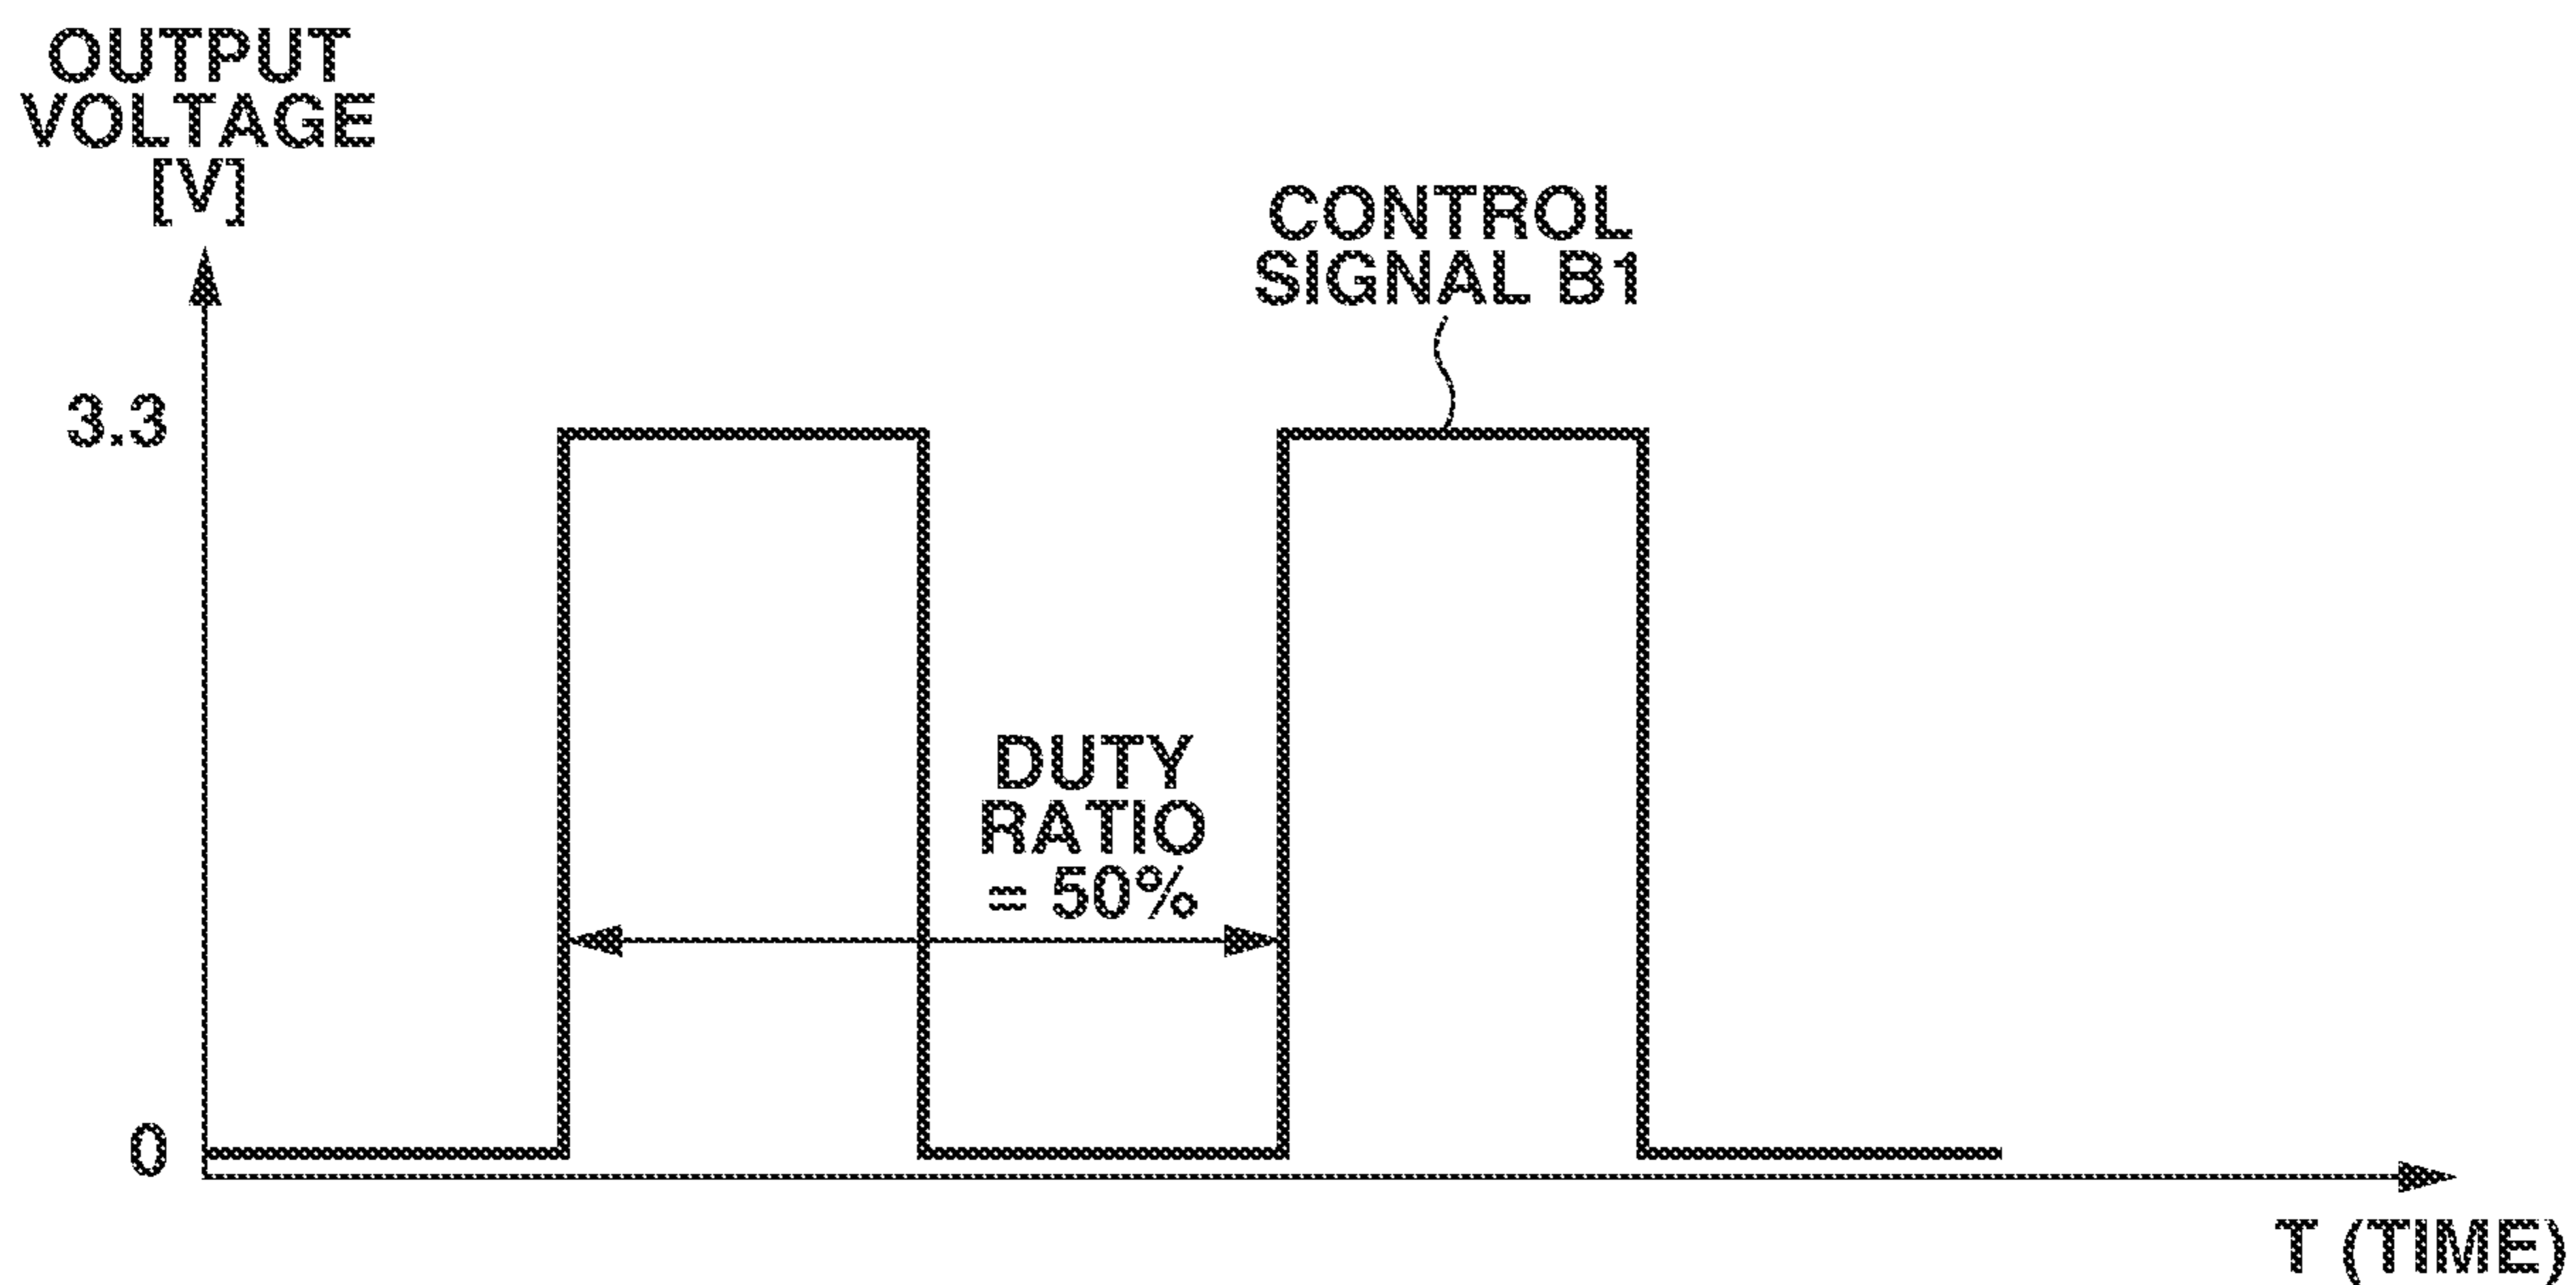 OUTPUT
VOLTAGE
[V]
CONTROL
SIGNAL B1
3.3
DUTY
RATIO
= 50%
0
T (TIME)